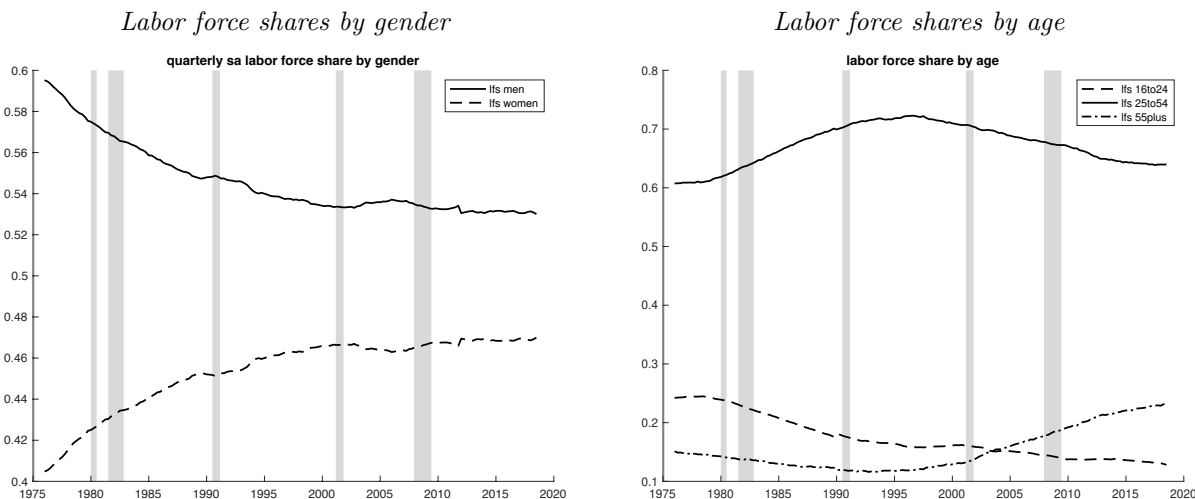 Labor force shares by gender
quarterly sa labor force share by gender
0.6
0.58
0.56
0.54
0.52
0.5
0.48
0.46
0.44
0.42
0.4
lfs men
lfs women
1975 1980 1985 1990 1995 2000 2005 2010 2015 2020
Labor force shares by age
labor force share by age
0.8
0.7
0.6
0.5
0.4
0.3
0.2
0.1
lfs 16to24
lfs 25to54
lfs 55plus
1975 1980 1985 1990 1995 2000 2005 2010 2015 2020